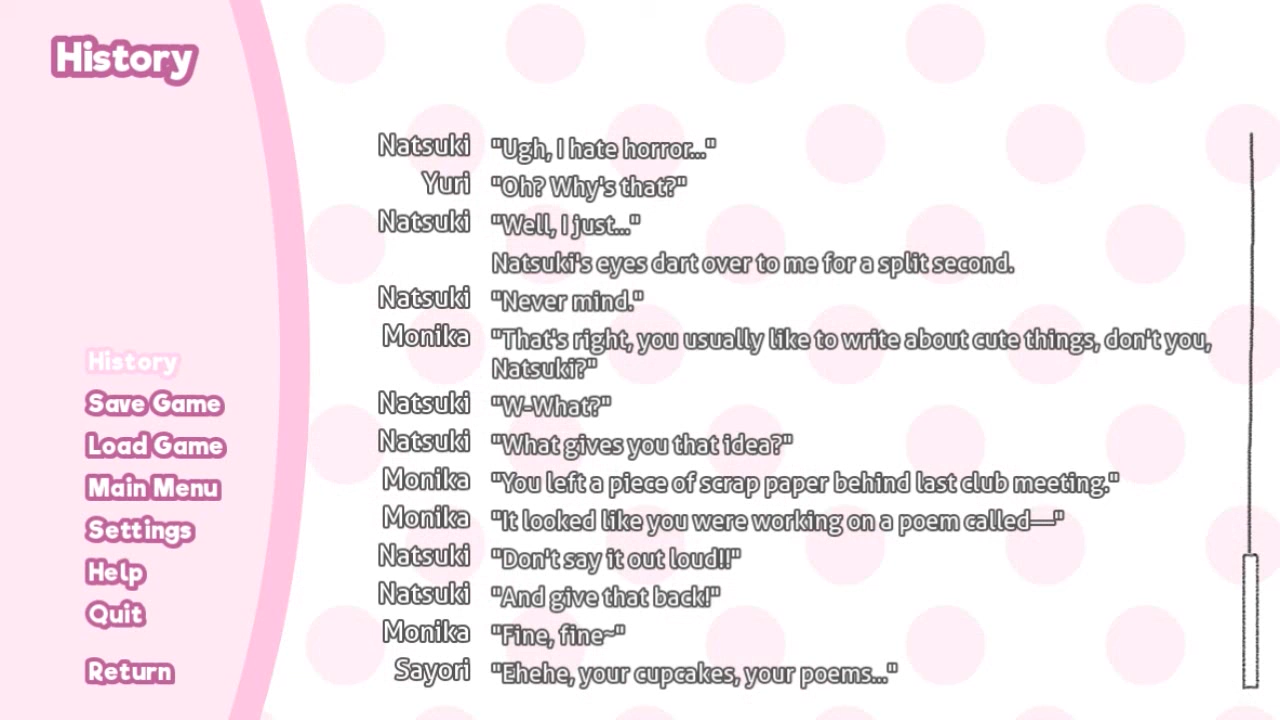 History
Natsuki "Ugh, I hate horror..."
Yuri "Oh? Why's that?"
Natsuki "Well, I just..."
Natsuki's eyes dart over to me for a split second.
Natsuki "Never mind."
Monika "That's right, you usually like to write about cute things, don't you,
Natsuki?"
Natsuki "W-What?"
Natsuki "What gives you that idea?"
Monika "You left a piece of scrap paper behind last club meeting."
Monika "It looked like you were working on a poem called—"
Natsuki "Don't say it out loud!!"
Natsuki "And give that back!"
Monika "Fine, fine~"
Sayori "Ehehe, your cupcakes, your poems..."
History
Save Game
Load Game
Main Menu
Settings
Help
Quit
Return